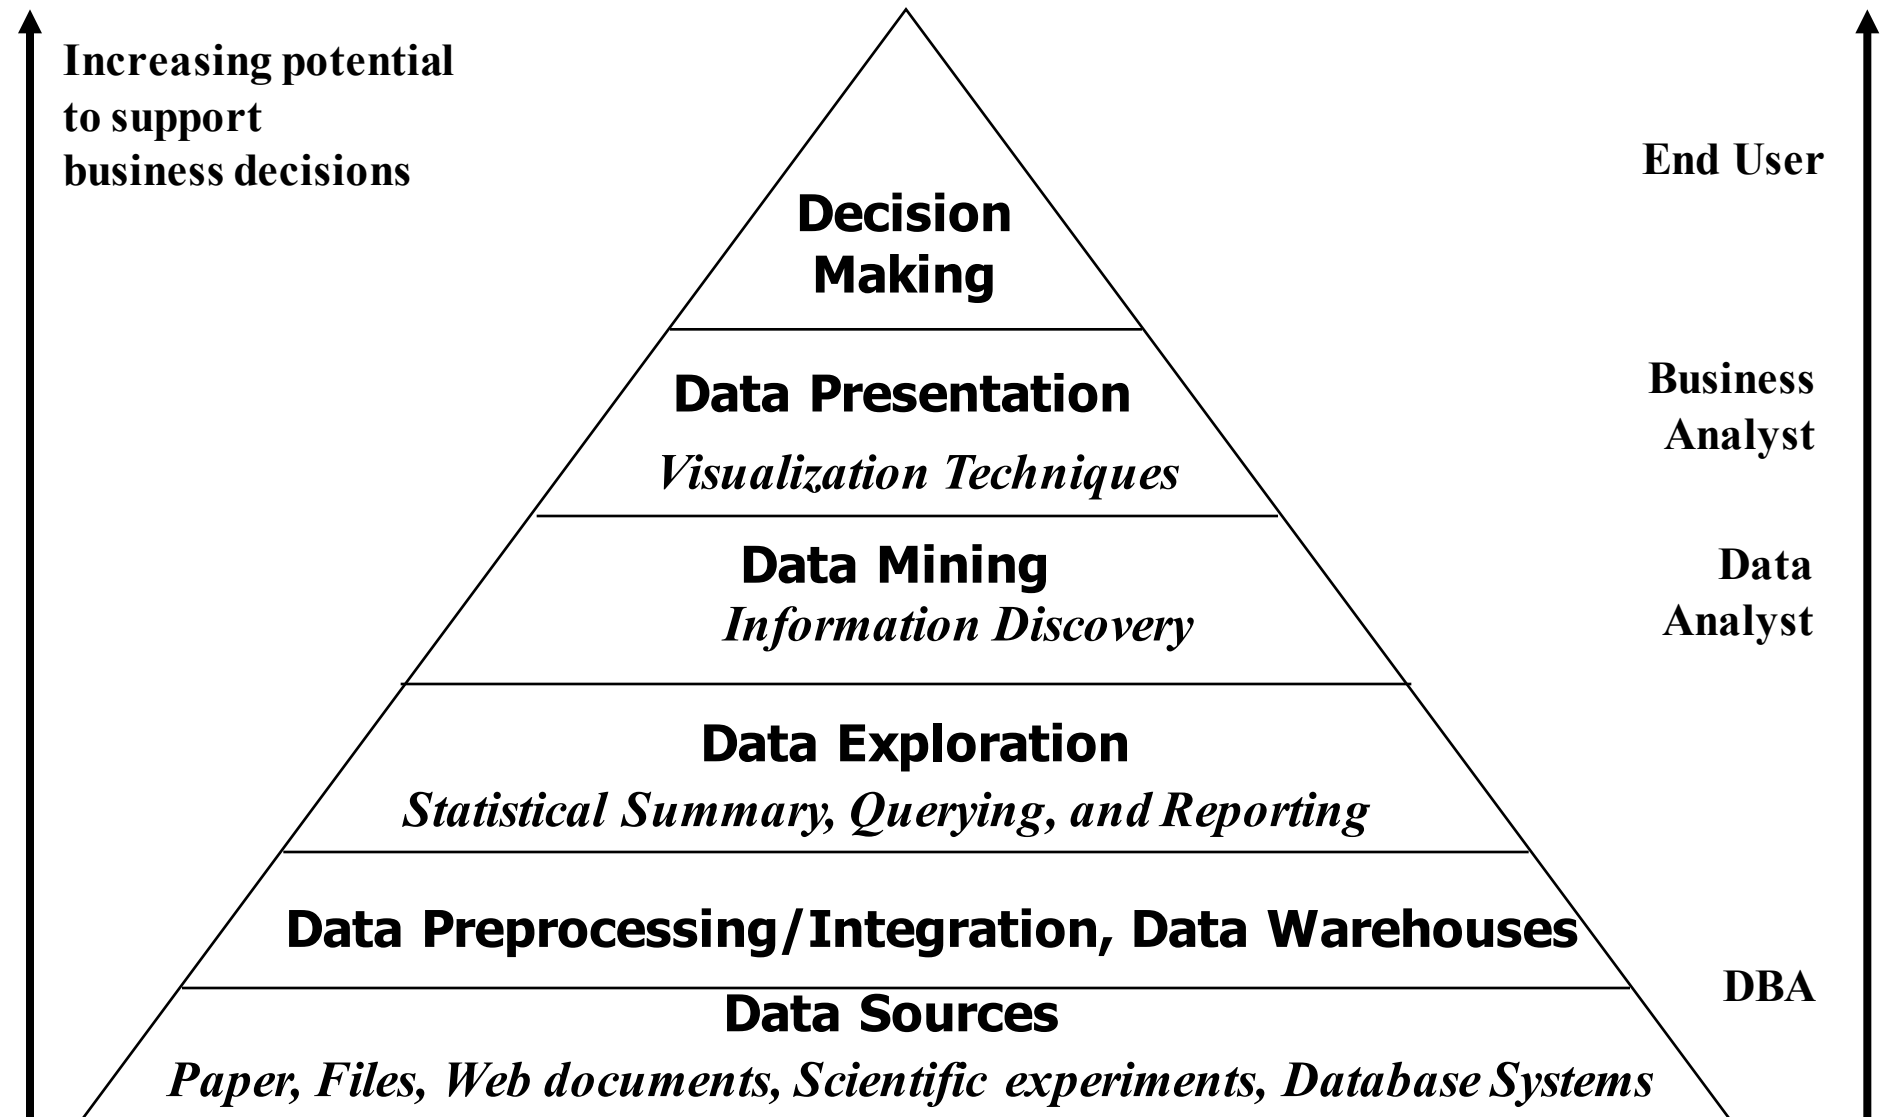 Increasing potential
to support
business decisions
End User
Decision
Making
Business
Analyst
Data Presentation
Visualization Techniques
Data Mining
Information Discovery
Data
Analyst
Data Exploration
Statistical Summary, Querying, and Reporting
Data Preprocessing/Integration, Data Warehouses
DBA
Data Sources
Paper, Files, Web documents, Scientific experiments, Database Systems